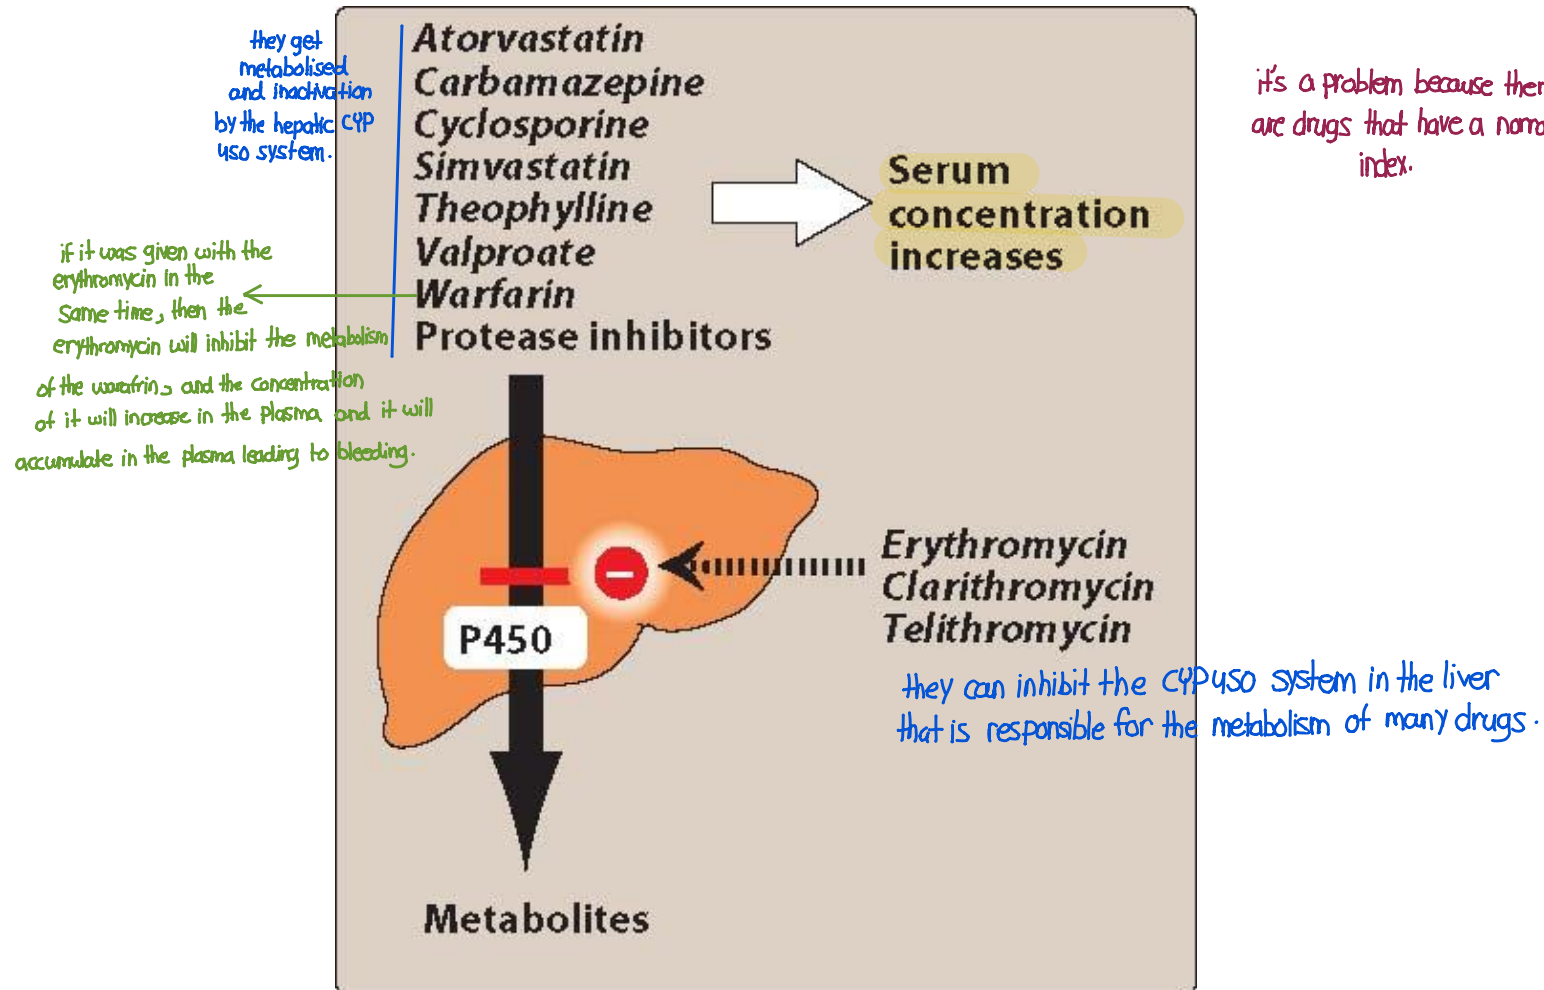 they get
metabolised
and inactivation
by the hepatic CYP
450 system.
Atorvastatin
Carbamazepine
Cyclosporine
Simvastatin
Theophylline
Valproate
Warfarin
Protease inhibitors
Serum
concentration
increases
it's a problem because
are drugs that have a
index.
if it was given with the
erythromycin in the
same time, then the
erythromycin will inhibit the metabolism
of the warafrin, and the concentration
of it will increase in the plasma and it will
accumulate in the plasma leading to bleeding.
Erythromycin
Clarithromycin
Telithromycin
P450
they can inhibit the CYP450 system in the liver
that is responsible for the metabolism of many drugs.
Metabolites